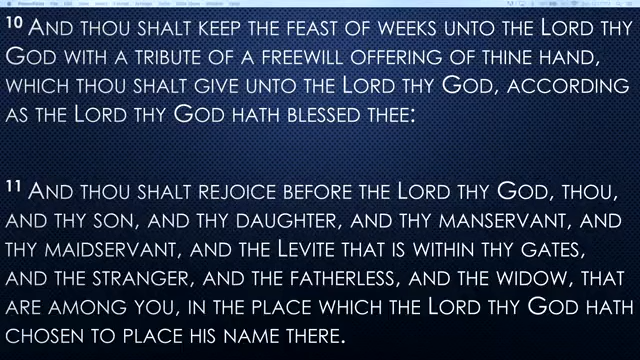 10 And thou shalt keep the feast of weeks unto the Lord thy
God with a tribute of a freewill offering of thine hand,
which thou shalt give unto the Lord thy God, according
as the Lord thy God hath blessed thee:
11 And thou shalt rejoice before the Lord thy God, thou,
and thy son, and thy daughter, and thy manservant, and
thy maidservant, and the Levite that is within thy gates,
and the stranger, and the fatherless, and the widow, that
are among you, in the place which the Lord thy God hath
chosen to place his name there.